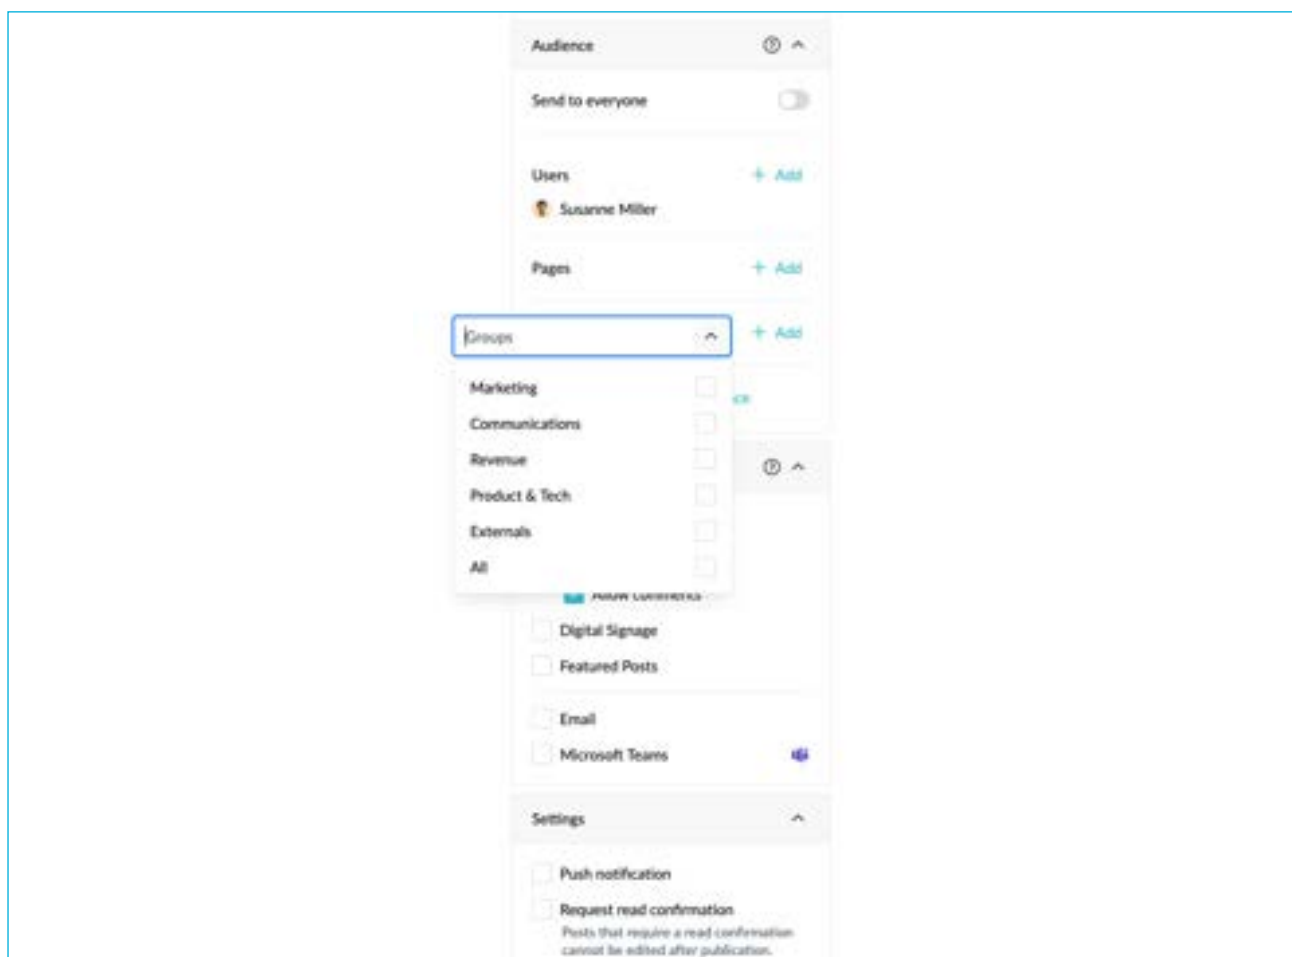 Audience
Send to everyone
Users + Add
Susanne Miller
Pages + Add
Groups + Add
Marketing
Communications
Revenue
Product & Tech
Externals
All
Allow comments
Digital Signage
Featured Posts
Email
Microsoft Teams
Settings
Push notification
Request read confirmation
Posts that require a read confirmation
cannot be edited after publication.